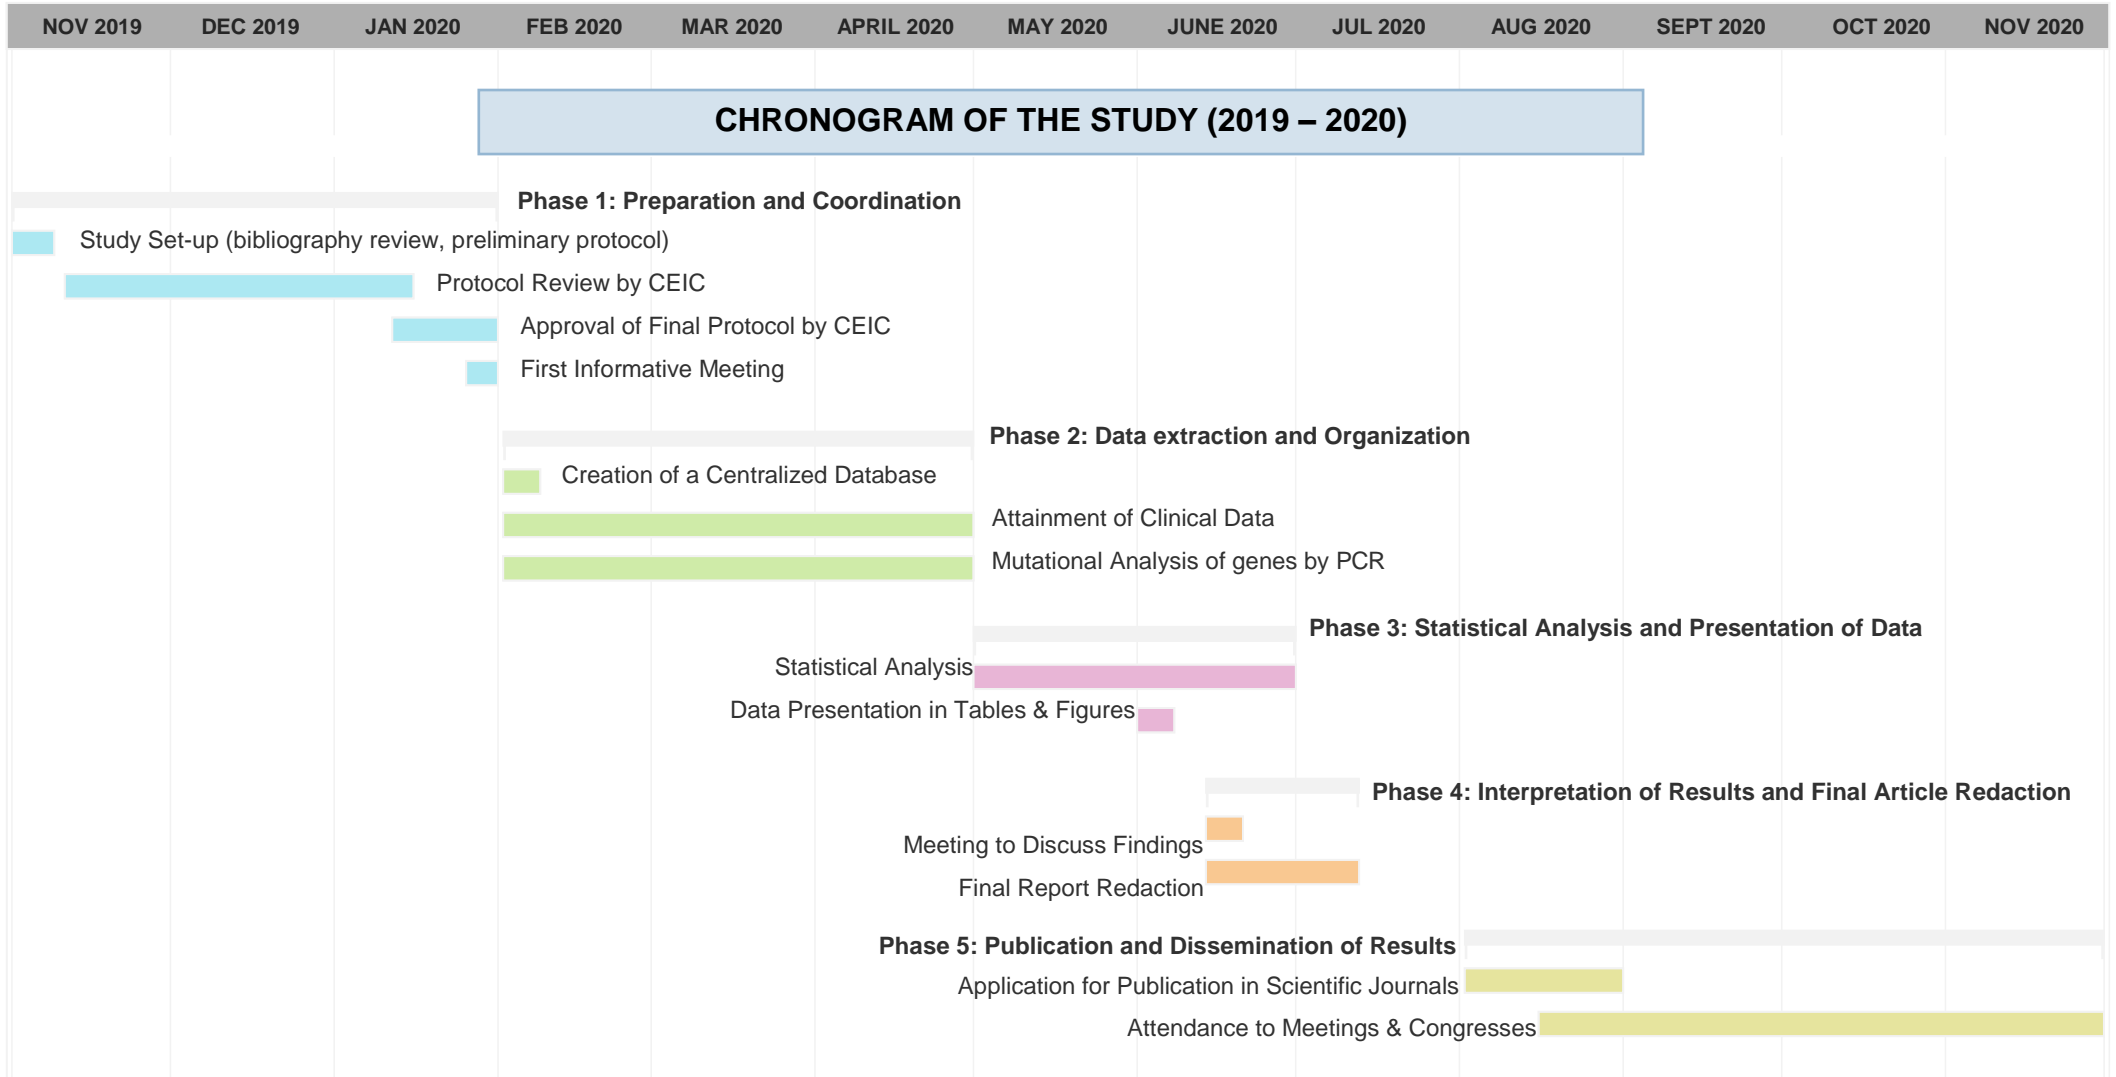 NOV 2019 DEC 2019 JAN 2020 FEB 2020 MAR 2020 APRIL 2020 MAY 2020 JUNE 2020 JUL 2020 AUG 2020 SEPT 2020 OCT 2020 NOV 2020
CHRONOGRAM OF THE STUDY (2019 – 2020)
Phase 1: Preparation and Coordination
Study Set-up (bibliography review, preliminary protocol)
Protocol Review by CEIC
Approval of Final Protocol by CEIC
First Informative Meeting
Phase 2: Data extraction and Organization
Creation of a Centralized Database
Attainment of Clinical Data
Mutational Analysis of genes by PCR
Phase 3: Statistical Analysis and Presentation of Data
Statistical Analysis
Data Presentation in Tables & Figures
Phase 4: Interpretation of Results and Final Article Redaction
Meeting to Discuss Findings
Final Report Redaction
Phase 5: Publication and Dissemination of Results
Application for Publication in Scientific Journals
Attendance to Meetings & Congresses